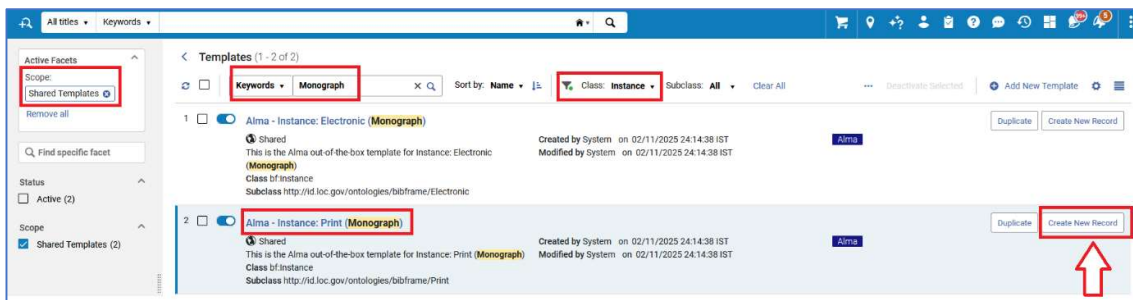 All titles Keywords
99+ 5
Active Facets
Scope:
Shared Templates
Remove all
Find specific facet
Status
Active (2)
Scope
Shared Templates (2)
Templates (1 - 2 of 2)
Keywords Monograph Sort by: Name Class: Instance Subclass: All Clear All Deactivate Selected Add New Template
1 Alma - Instance: Electronic (Monograph) Duplicate Create New Record
Shared Created by System on 02/11/2025 24:14:38 IST Alma
This is the Alma out-of-the-box template for Instance: Electronic Modified by System on 02/11/2025 24:14:38 IST
(Monograph)
Class bf:Instance
Subclass http://id.loc.gov/ontologies/bibframe/Electronic
2 Alma - Instance: Print (Monograph) Duplicate Create New Record
Shared Created by System on 02/11/2025 24:14:38 IST Alma
This is the Alma out-of-the-box template for Instance: Print (Monograph) Modified by System on 02/11/2025 24:14:38 IST
Class bf:Instance
Subclass http://id.loc.gov/ontologies/bibframe/Print